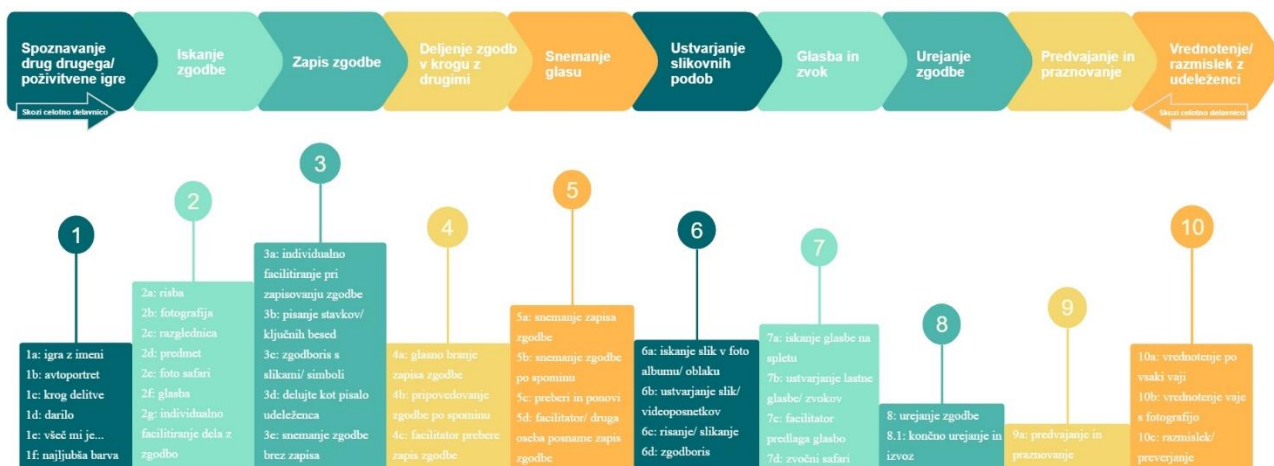 Spoznavanje
drug drugega/
poživitvene igre
Skozi celotno delavnico
Iskanje
zgodbe
Zapis zgodbe
Deljenje zgodb
v krogu z
drugimi
Snemanje
glasu
Ustvarjanje
slikovnih
podob
Glasba in
zvok
Urejanje
zgodbe
Predvajanje in
praznovanje
Vrednotenje/
razmislek z
udeleženci
Skozi celotno delavnico
1
1a: igra z imeni
1b: avtoportret
1c: krog delitve
1d: darilo
1e: všeč mi je...
1f: najljubša barva
2
2a: risba
2b: fotografija
2c: razglednica
2d: predmet
2e: foto safari
2f: glasba
2g: individualno
facilitiranje dela z
zgodbo
3
3a: individualno
facilitiranje pri
zapisovanju zgodbe
3b: pisanje stavkov/
ključnih besed
3c: zgodboris s
slikami/ simboli
3d: delujte kot pisalo
udeleženca
3e: snemanje zgodbe
brez zapisa
4
4a: glasno branje
zapisa zgodbe
4b: pripovedovanje
zgodbe po spominu
4c: facilitator prebere
zapis zgodbe
5
5a: snemanje zapisa
zgodbe
5b: snemanje zgodbe
po spominu
5c: preberi in ponovi
5d: facilitator/ druga
oseba posname zapis
zgodbe
6
6a: iskanje slik v foto
albumu/ oblaku
6b: ustvarjanje slik/
videoposnetkov
6c: risanje/ slikanje
6d: zgodboris
7
7a: iskanje glasbe na
spletu
7b: ustvarjanje lastne
glasbe/ zvokov
7c: facilitator
predlaga glasbo
7d: zvočni safari
8
8: urejanje zgodbe
8.1: končno urejanje in
izvoz
9
9a: predvajanje in
praznovanje
10
10a: vrednotenje po
vsaki vaji
10b: vrednotenje vaje
s fotografijo
10c: razmislek/
preverjanje